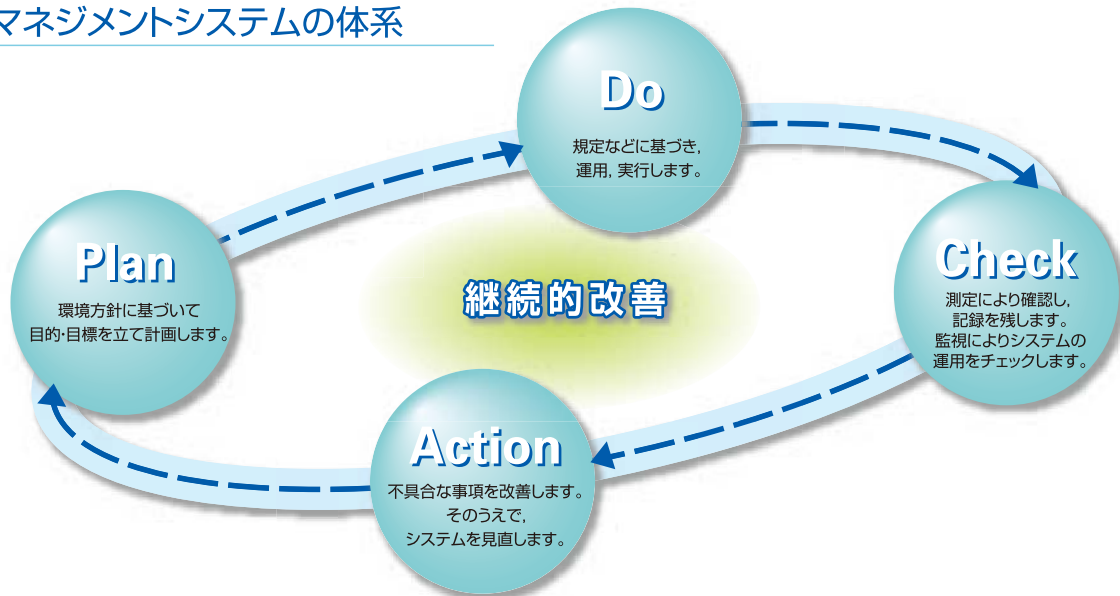 マネジメントシステムの体系
Do
規定などに基づき,
運用, 実行します。
Plan
環境方針に基づいて
目的・目標を立て計画します。
Check
測定により確認し,
記録を残します。
監視によりシステムの
運用をチェックします。
継続的改善
Action
不具合な事項を改善します。
そのうえで,
システムを見直します。